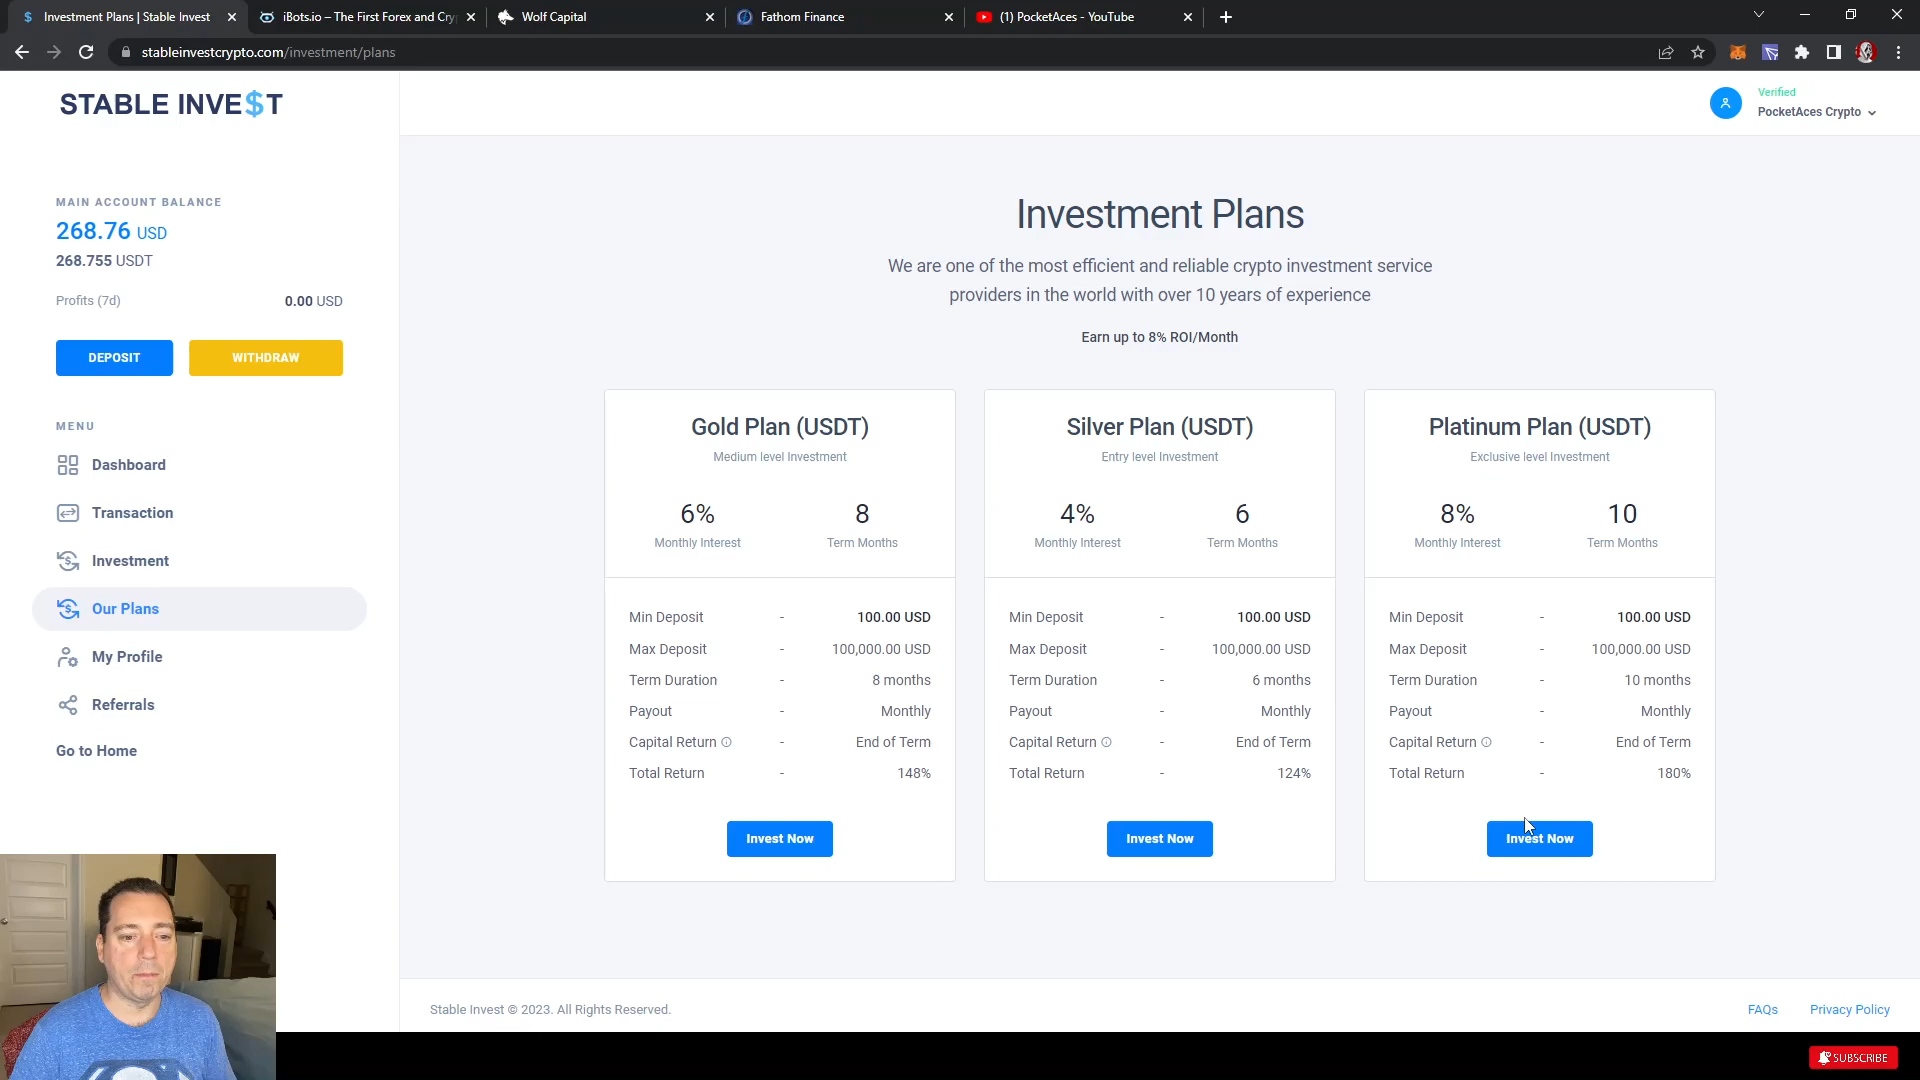 Investment Plans | Stable Invest
iBots.io – The First Forex and Cry
Wolf Capital
Fathom Finance
(1) PocketAces - YouTube
stableinvestcrypto.com/investment/plans
STABLE INVE$T
Verified
PocketAces Crypto
MAIN ACCOUNT BALANCE
268.76 USD
268.755 USDT
Profits (7d) 0.00 USD
DEPOSIT WITHDRAW
MENU
Dashboard
Transaction
Investment
Our Plans
My Profile
Referrals
Go to Home
Investment Plans
We are one of the most efficient and reliable crypto investment service
providers in the world with over 10 years of experience
Earn up to 8% ROI/Month
Gold Plan (USDT)
Medium level Investment
6% 8
Monthly Interest Term Months
Min Deposit - 100.00 USD
Max Deposit - 100,000.00 USD
Term Duration - 8 months
Payout - Monthly
Capital Return - End of Term
Total Return - 148%
Invest Now
Silver Plan (USDT)
Entry level Investment
4% 6
Monthly Interest Term Months
Min Deposit - 100.00 USD
Max Deposit - 100,000.00 USD
Term Duration - 6 months
Payout - Monthly
Capital Return - End of Term
Total Return - 124%
Invest Now
Platinum Plan (USDT)
Exclusive level Investment
8% 10
Monthly Interest Term Months
Min Deposit - 100.00 USD
Max Deposit - 100,000.00 USD
Term Duration - 10 months
Payout - Monthly
Capital Return - End of Term
Total Return - 180%
Invest Now
Stable Invest © 2023. All Rights Reserved.
FAQs Privacy Policy
SUBSCRIBE